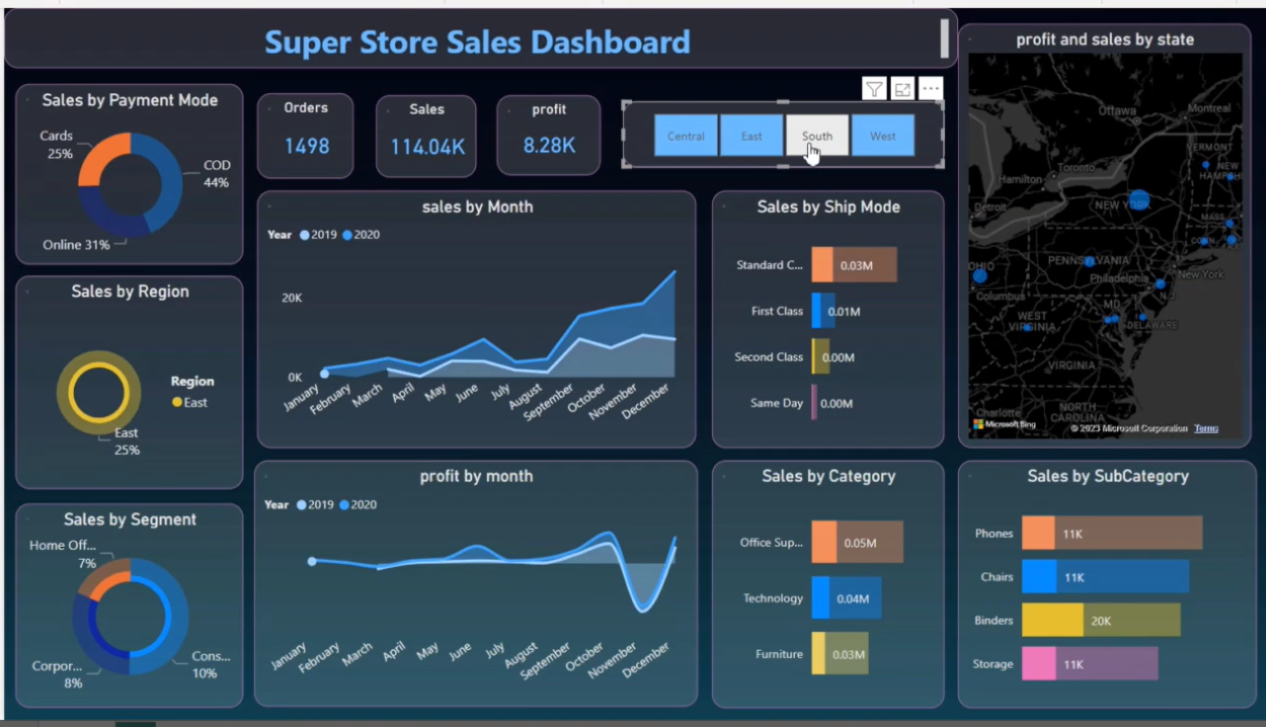 Super Store Sales Dashboard
Sales by Payment Mode
Cards
25%
COD
44%
Online 31%
Orders
1498
Sales
114.04K
profit
8.28K
Central
East
South
West
profit and sales by state
Ottawa
Montreal
VERMONT
NEW
HAMPSHI
Toronto
Hamilton
Detroit
NEW YORK
MASS
CONN
OHIO
PENNSYLVANIA
New York
Philadelphia
N J
Columbus
MD
WEST
VIRGINIA
DELAWARE
VIRGINIA
NORTH
CAROLINA
Charlotte
Microsoft Bing
© 2023 Microsoft Corporation Terms
Sales by Region
Region
East
East
25%
sales by Month
Year 2019 2020
20K
0K
January
February
March
April
May
June
July
August
September
October
November
December
Sales by Ship Mode
Standard C... 0.03M
First Class 0.01M
Second Class 0.00M
Same Day 0.00M
Sales by Segment
Home Off...
7%
Corpor...
8%
Cons...
10%
profit by month
Year 2019 2020
January
February
March
April
May
June
July
August
September
October
November
December
Sales by Category
Office Sup... 0.05M
Technology 0.04M
Furniture 0.03M
Sales by SubCategory
Phones 11K
Chairs 11K
Binders 20K
Storage 11K